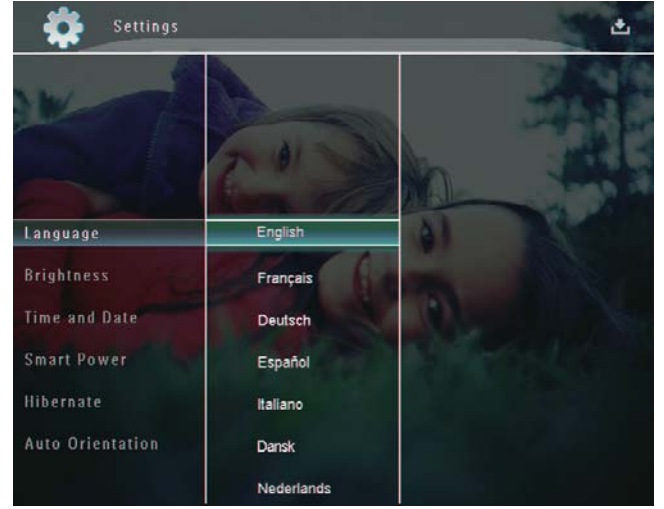 Settings
Language
Brightness
Time and Date
Smart Power
Hibernate
Auto Orientation
English
Français
Deutsch
Español
Italiano
Dansk
Nederlands